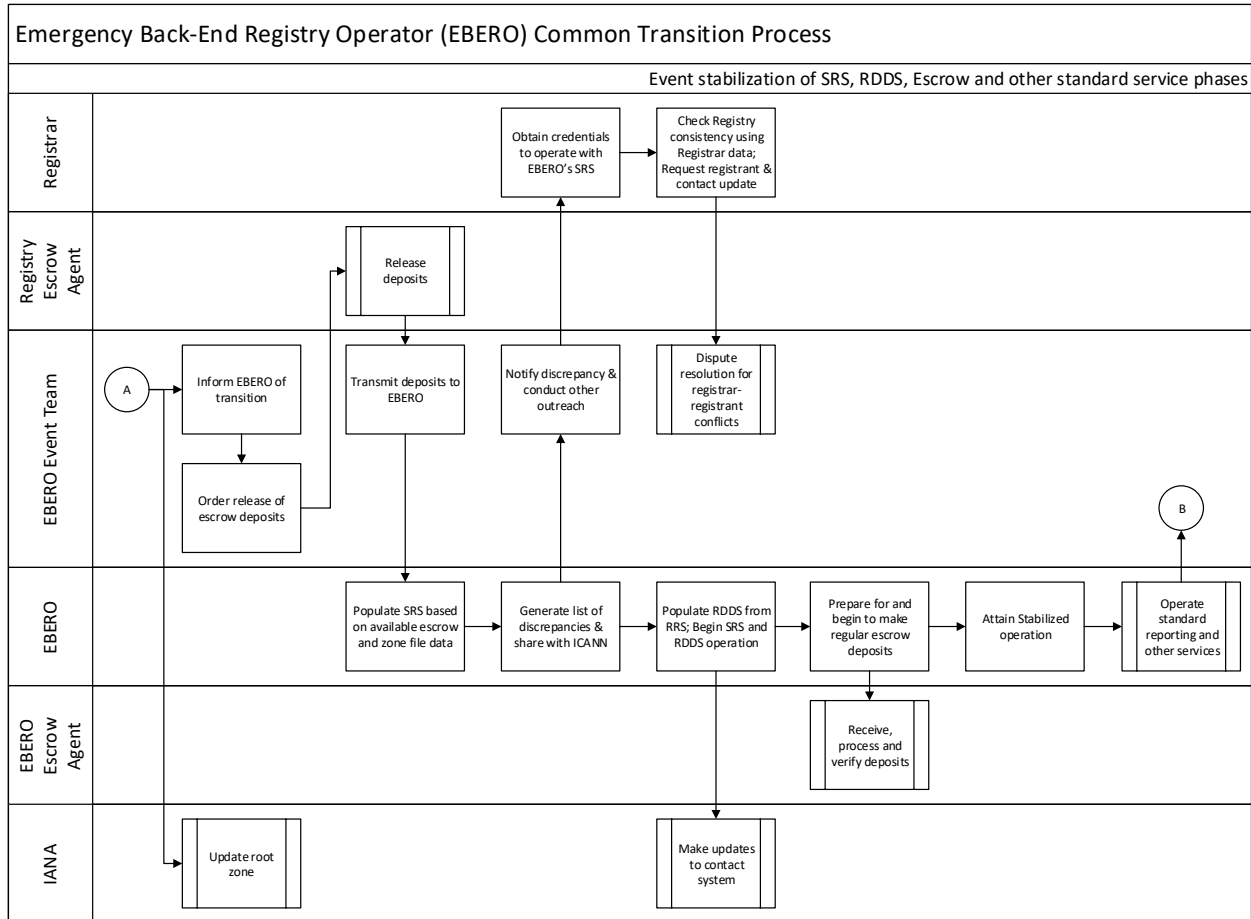 Emergency Back-End Registry Operator (EBERO) Common Transition Process
Event stabilization of SRS, RDDS, Escrow and other standard service phases
Registrar
Obtain credentials
to operate with
EBERO's SRS
Check Registry
consistency using
Registrar data;
Request registrant &
contact update
Registry
Escrow
Agent
Release
deposits
EBERO Event Team
A
Inform EBERO of
transition
Transmit deposits to
EBERO
Notify discrepancy &
conduct other
outreach
Dispute
resolution for
registrar-
registrant
conflicts
Order release of
escrow deposits
B
EBERO
Populate SRS based
on available escrow
and zone file data
Generate list of
discrepancies &
share with ICANN
Populate RDDS from
RRS; Begin SRS and
RDDS operation
Prepare for and
begin to make
regular escrow
deposits
Attain Stabilized
operation
Operate
standard
reporting and
other services
EBERO
Escrow
Agent
Receive,
process and
verify deposits
IANA
Update root
zone
Make updates
to contact
system